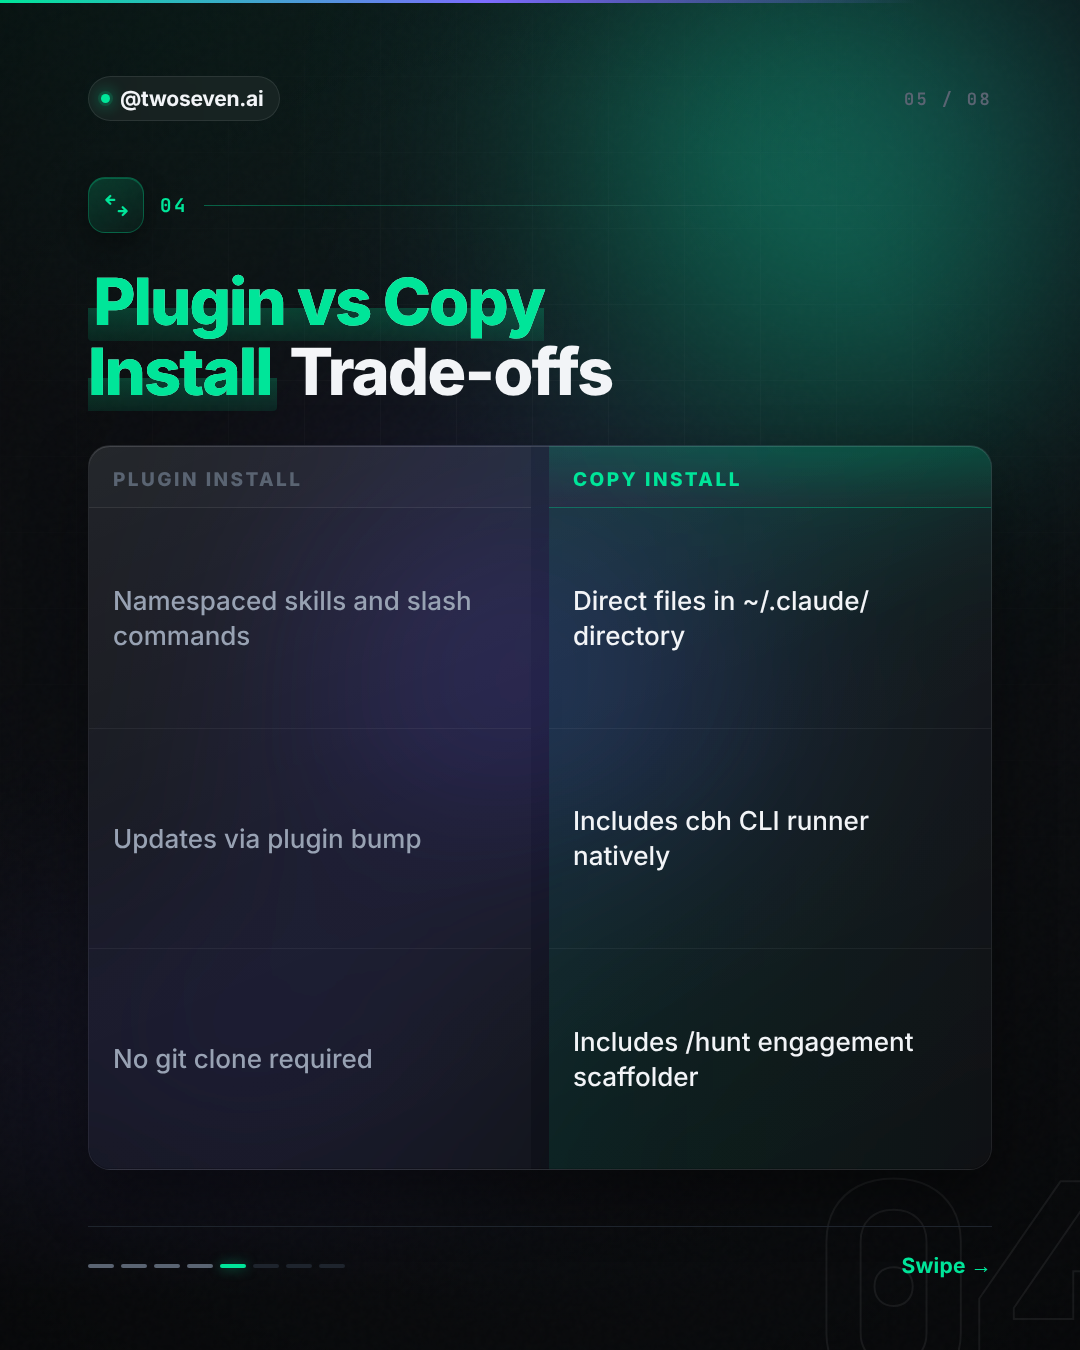 @twoseven.ai
05 / 08
04
Plugin vs Copy
Install Trade-offs
PLUGIN INSTALL
COPY INSTALL
Namespaced skills and slash
commands
Direct files in ~/.claude/
directory
Updates via plugin bump
Includes cbh CLI runner
natively
No git clone required
Includes /hunt engagement
scaffolder
04
Swipe →